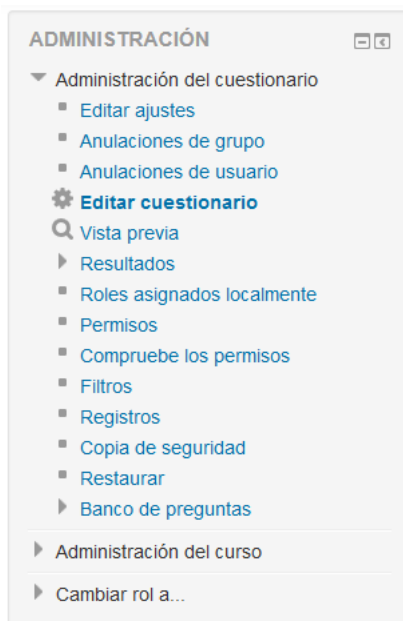 ADMINISTRACIÓN
Administración del cuestionario
Editar ajustes
Anulaciones de grupo
Anulaciones de usuario
Editar cuestionario
Vista previa
Resultados
Roles asignados localmente
Permisos
Compruebe los permisos
Filtros
Registros
Copia de seguridad
Restaurar
Banco de preguntas
Administración del curso
Cambiar rol a...